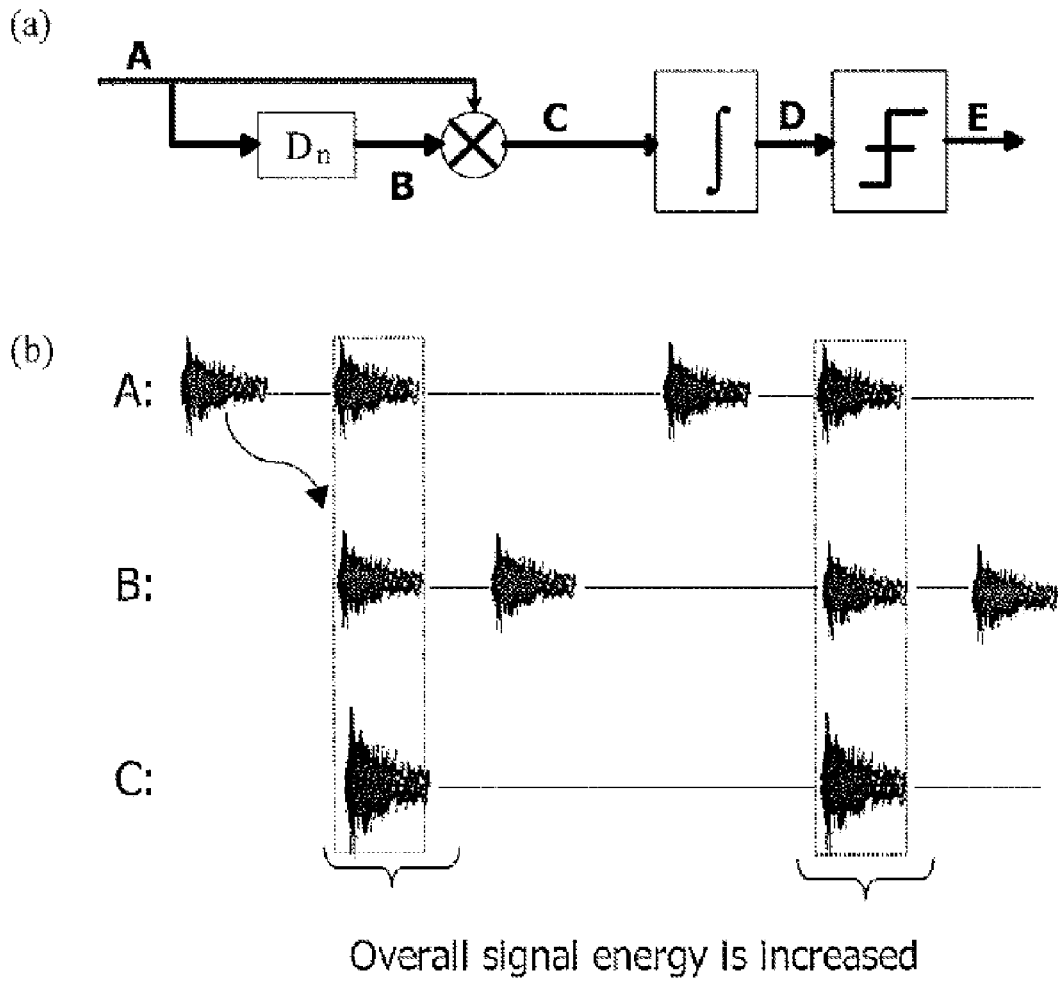 (a)
A
Dn
B
C
∫
D
E
(b)
A:
B:
C:
Overall signal energy is increased